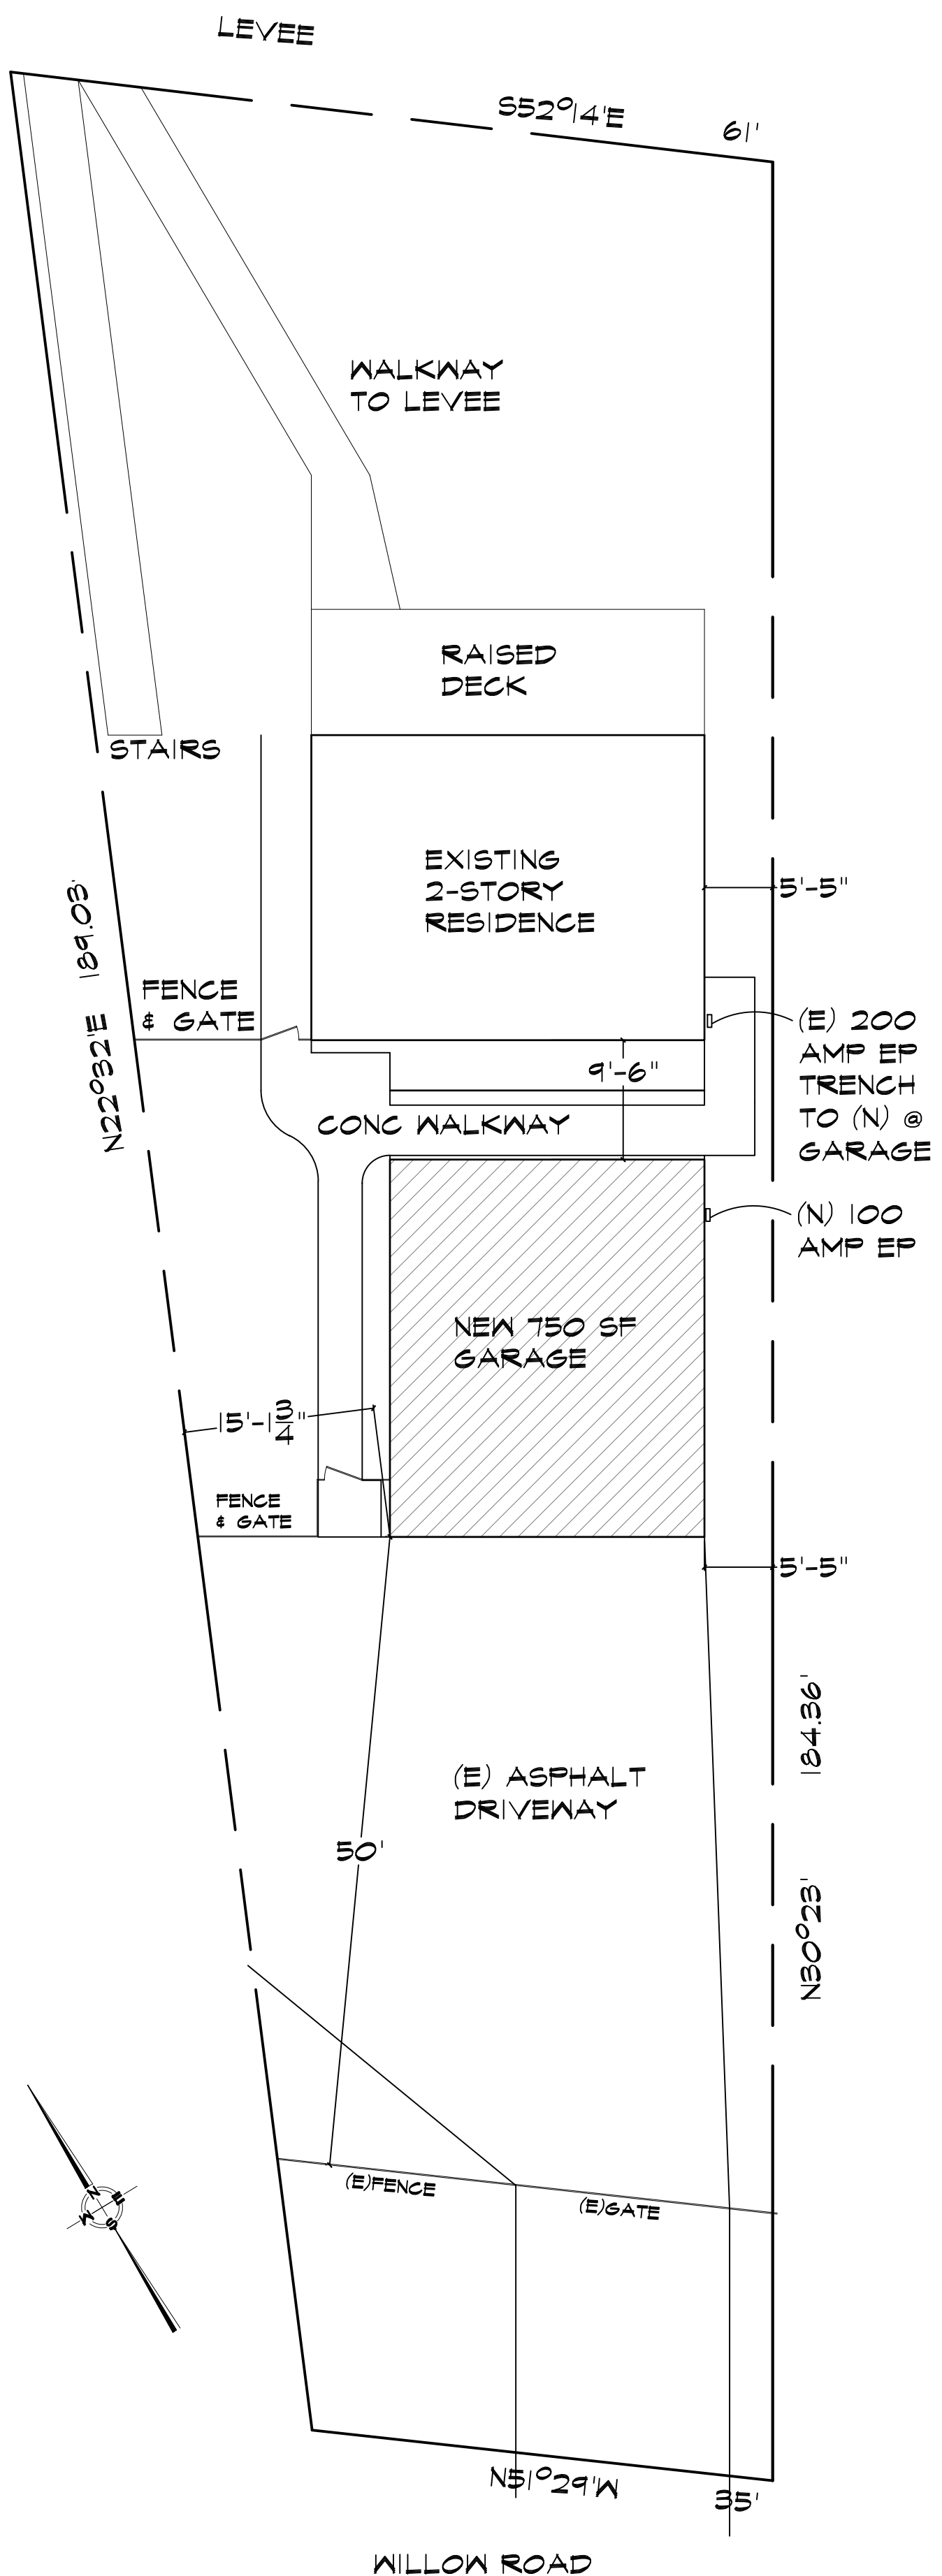 LEVEE
S52°14'E
61'
WALKWAY
TO LEVEE
RAISED
DECK
STAIRS
EXISTING
2-STORY
RESIDENCE
5'-5"
N22°32'E 189.03'
FENCE
& GATE
9'-6"
(E) 200
AMP EP
TRENCH
TO (N) @
GARAGE
CONC WALKWAY
(N) 100
AMP EP
NEW 750 SF
GARAGE
15'-1 3/4"
FENCE
& GATE
5'-5"
(E) ASPHALT
DRIVEWAY
50'
N30°23' 184.36'
(E)FENCE
(E)GATE
N
E
W
S
N51°29'W
35'
WILLOW ROAD